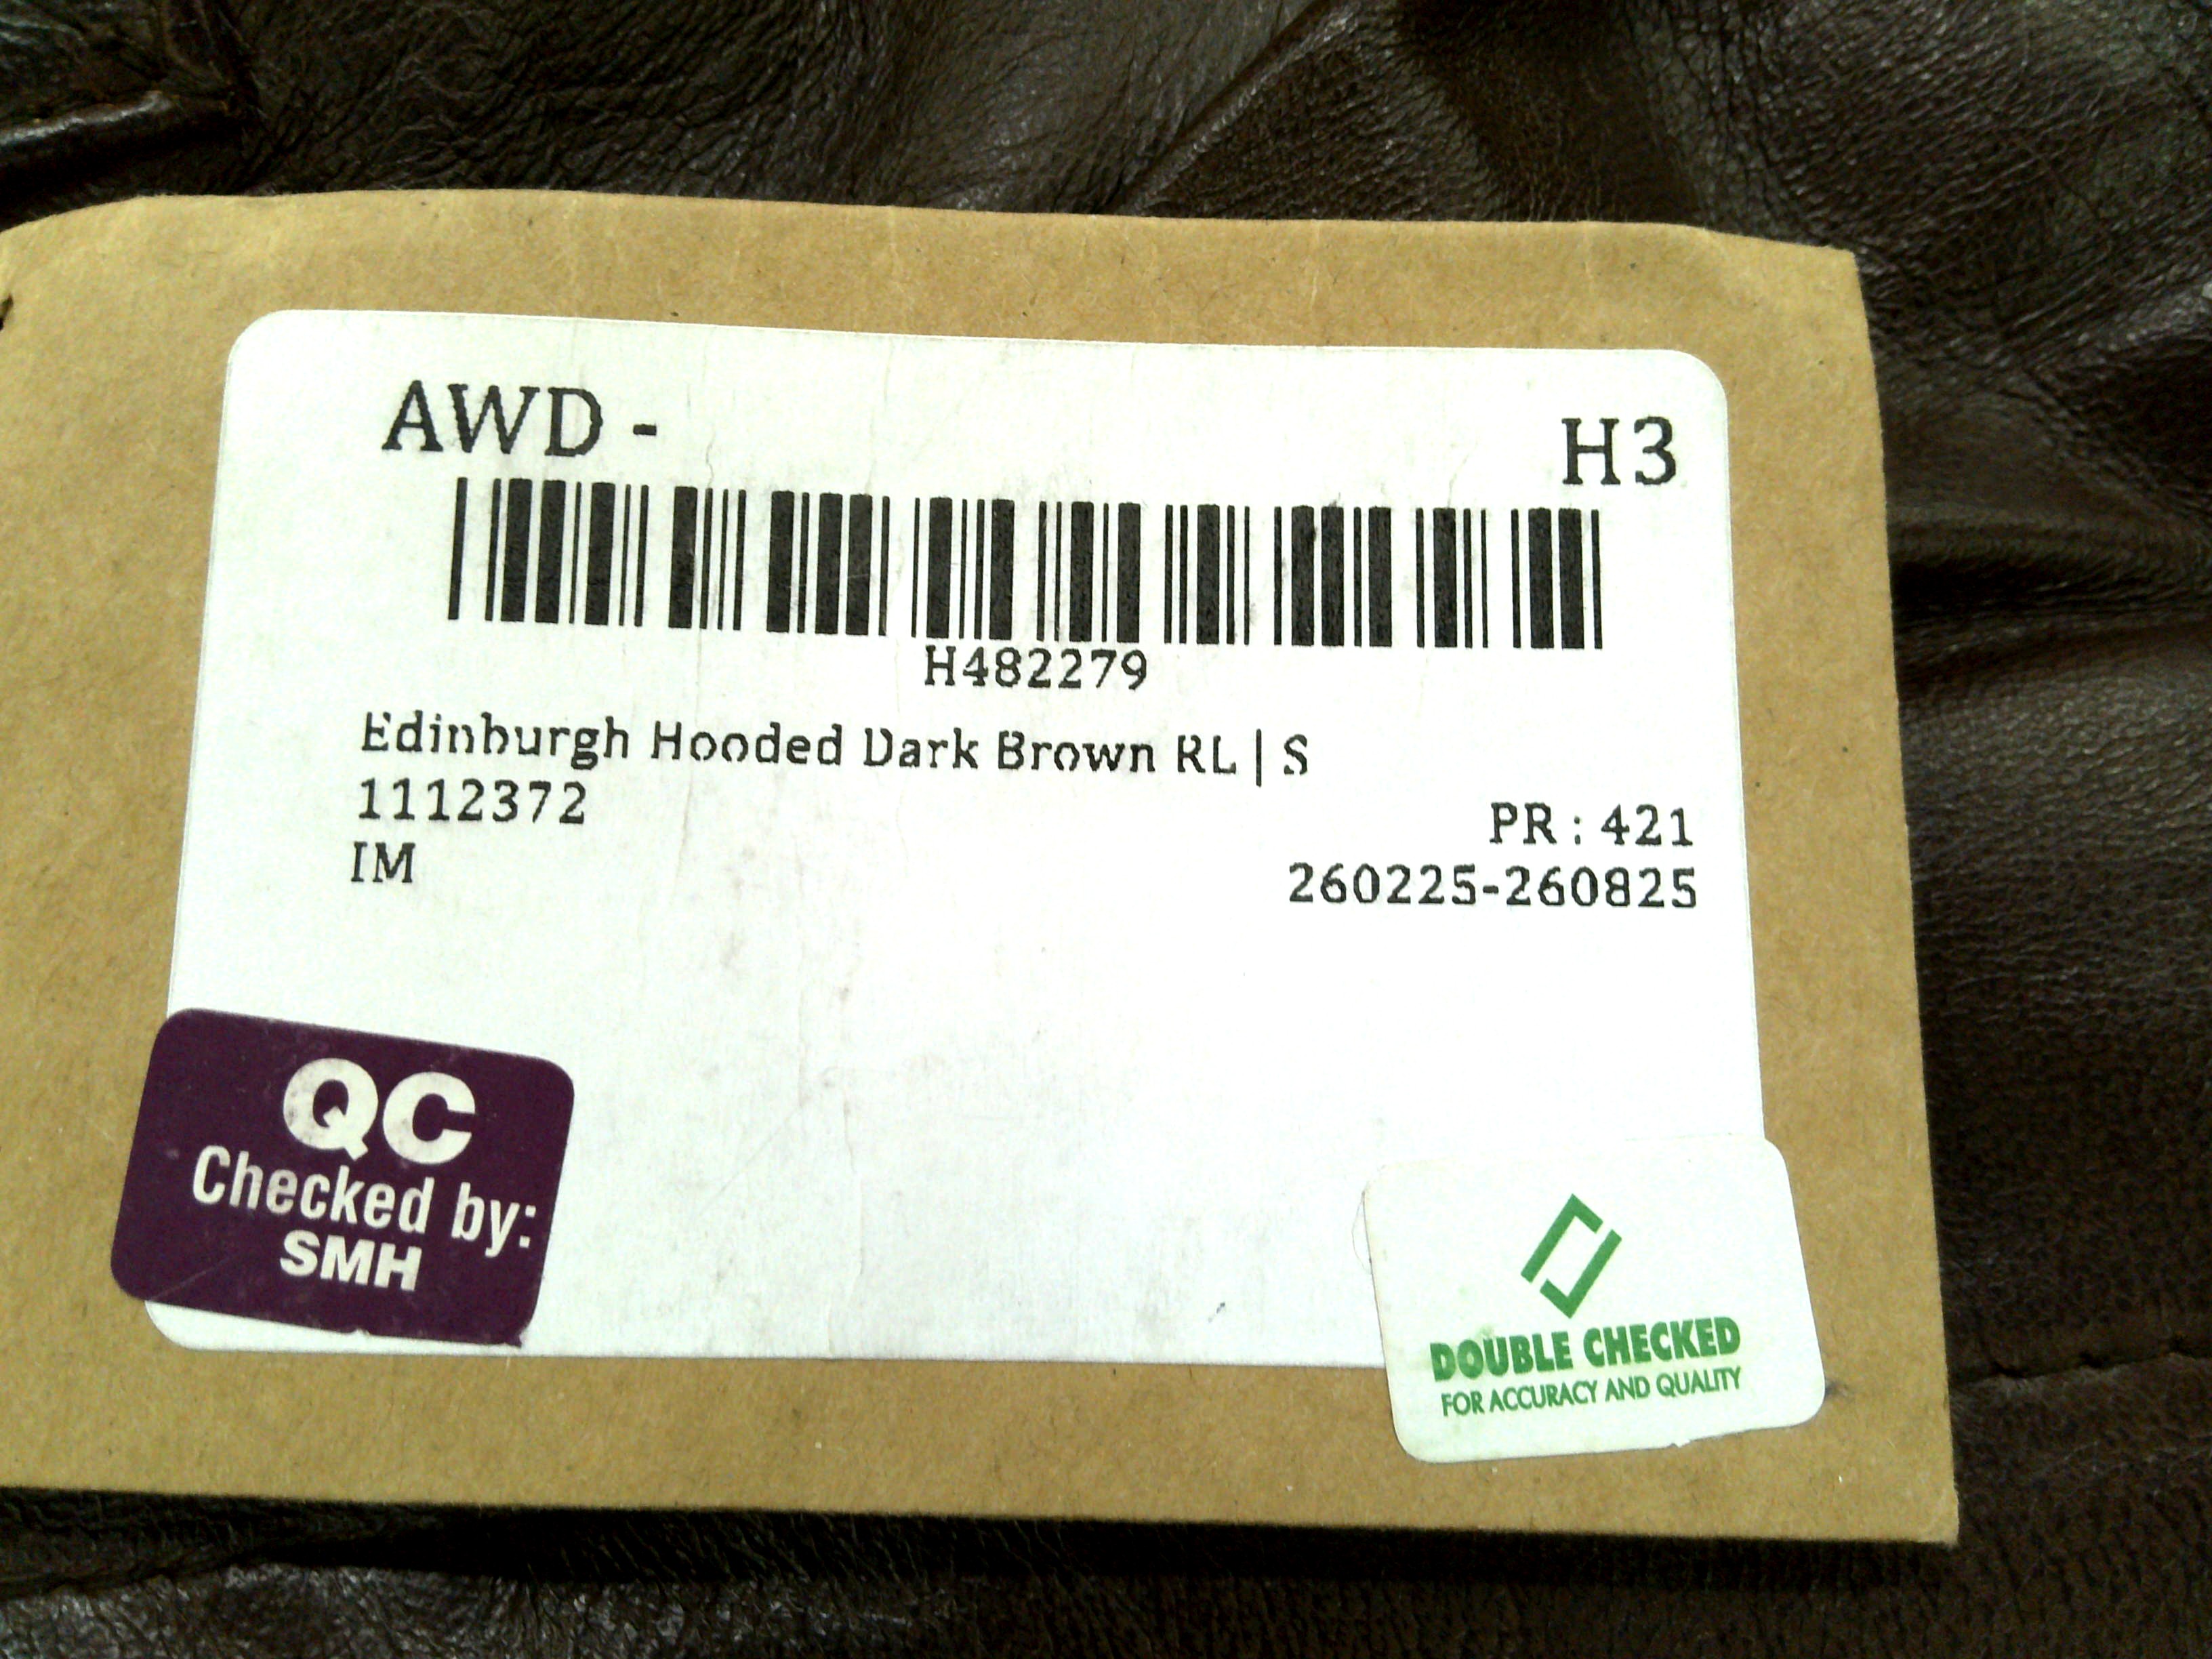 AWD - H3
H482279
Edinburgh Hooded Dark Brown RL | S
1112372
PR : 421
IM
260225-260825
QC
Checked by:
SMH
DOUBLE CHECKED
FOR ACCURACY AND QUALITY